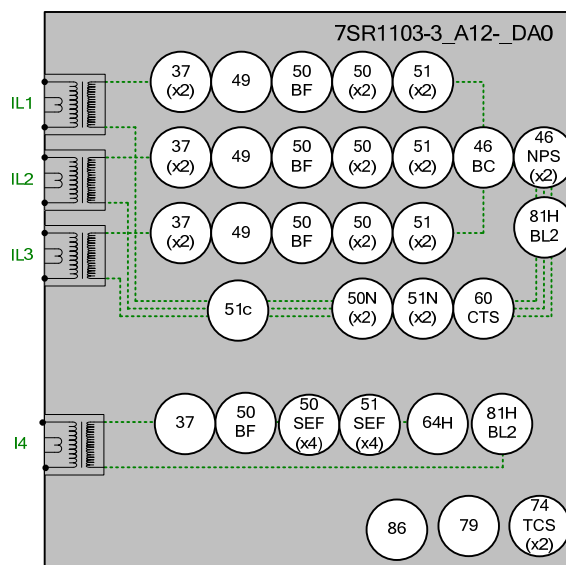 7SR1103-3_A12-_DA0
IL1
37
(x2)
49
50
BF
50
(x2)
51
(x2)
IL2
37
(x2)
49
50
BF
50
(x2)
51
(x2)
46
BC
46
NPS
(x2)
IL3
37
(x2)
49
50
BF
50
(x2)
51
(x2)
81H
BL2
51c
50N
(x2)
51N
(x2)
60
CTS
I4
37
50
BF
50
SEF
(x4)
51
SEF
(x4)
64H
81H
BL2
86
79
74
TCS
(x2)